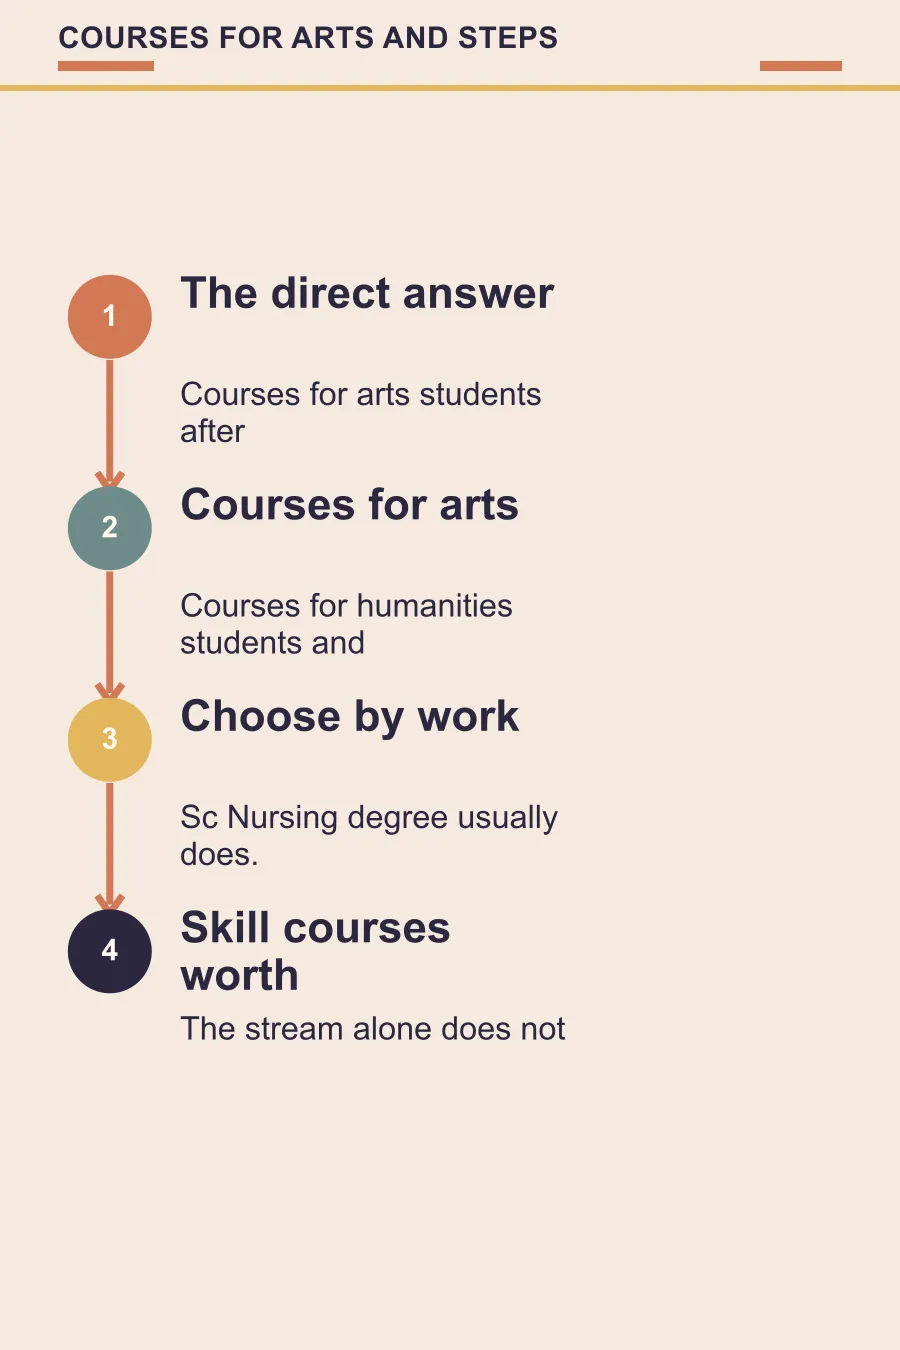 COURSES FOR ARTS AND STEPS
1
The direct answer
Courses for arts students
after
2
Courses for arts
Courses for humanities
students and
3
Choose by work
Sc Nursing degree usually
does.
4
Skill courses
worth
The stream alone does not